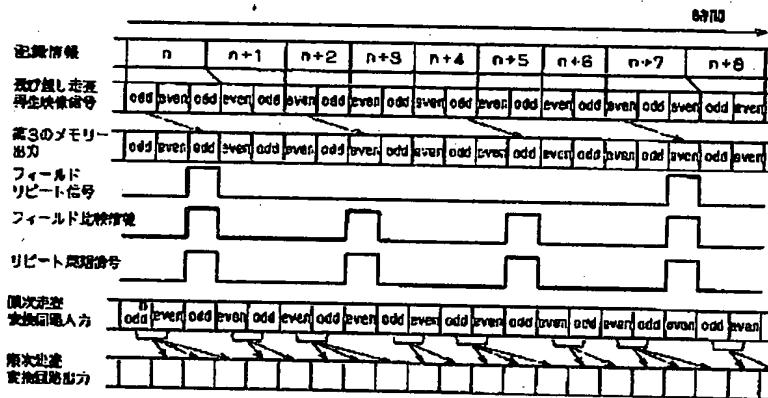 時間
記録情報 n n+1 n+2 n+3 n+4 n+5 n+6 n+7 n+8
飛び越し走査
再生映像信号 odd even odd even odd even odd even odd even odd even odd even odd even odd even odd even
第3のメモリー
出力 odd even odd even odd even odd even odd even odd even odd even odd even odd even odd even
フィールド
リピート信号
フィールド比較情報
リピート周期信号
順次走査
変換回路入力 n odd even odd even odd even odd even odd even odd even odd even odd even odd even odd even
順次走査
変換回路出力